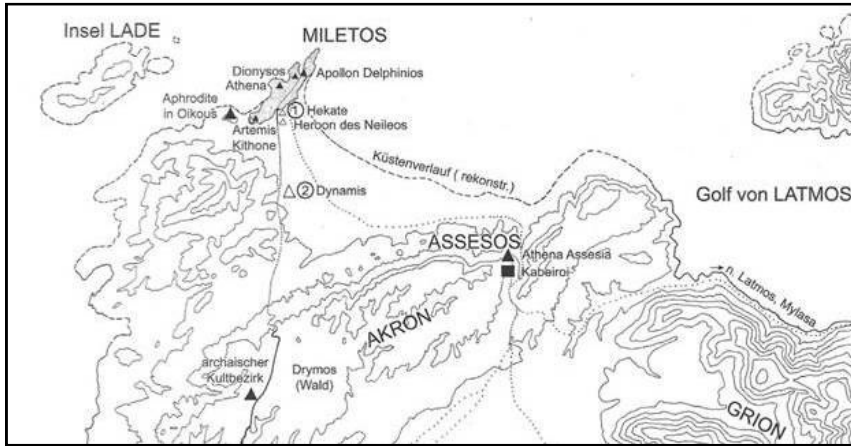 Insel LADE
MILETOS
Dionysos
Athena
Apollon Delphinios
Aphrodite
in Oikous
Artemis
Kithone
1 Hekate
Heroon des Neileos
Küstenverlauf ( rekonstr.)
2 Dynamis
Golf von LATMOS
ASSESOS
Athena Assesia
Kabeiroi
n. Latmos, Mylasa
AKRON
archaischer
Kultbezirk
Drymos
(Wald)
GRION